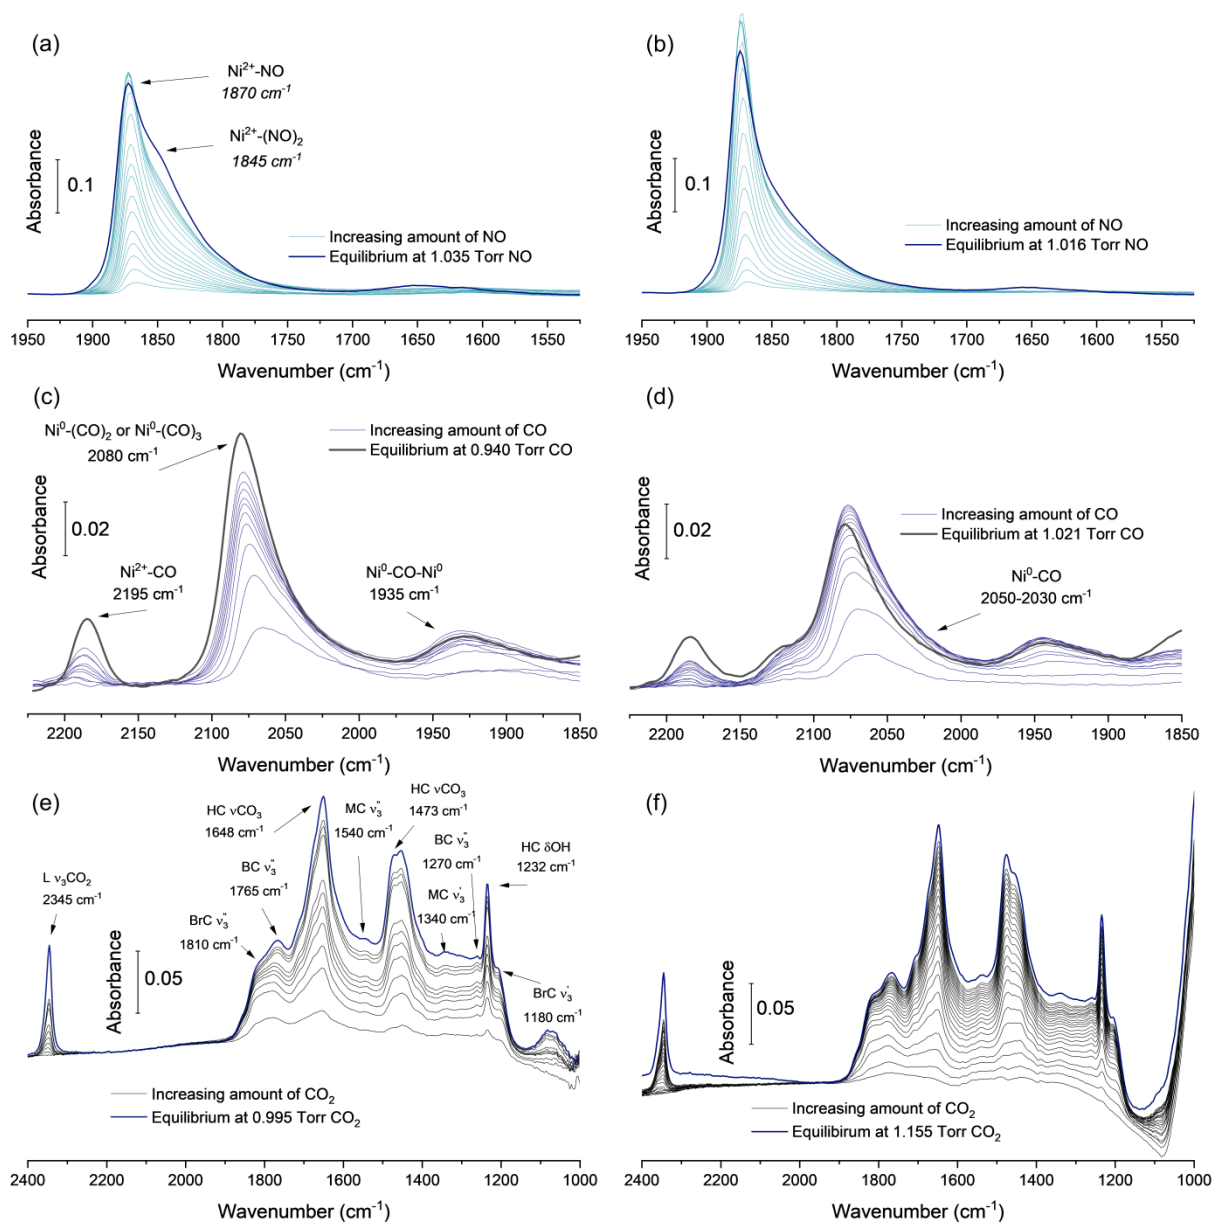 (a)
Ni²⁺-NO
1870 cm⁻¹
Ni²⁺-(NO)₂
1845 cm⁻¹
Absorbance
0.1
Increasing amount of NO
Equilibrium at 1.035 Torr NO
1950 1900 1850 1800 1750 1700 1650 1600 1550
Wavenumber (cm⁻¹)
(b)
Absorbance
0.1
Increasing amount of NO
Equilibrium at 1.016 Torr NO
1950 1900 1850 1800 1750 1700 1650 1600 1550
Wavenumber (cm⁻¹)
(c)
Ni⁰-(CO)₂ or Ni⁰-(CO)₃
2080 cm⁻¹
Increasing amount of CO
Equilibrium at 0.940 Torr CO
Absorbance
0.02
Ni²⁺-CO
2195 cm⁻¹
Ni⁰-CO-Ni⁰
1935 cm⁻¹
2200 2150 2100 2050 2000 1950 1900 1850
Wavenumber (cm⁻¹)
(d)
Absorbance
0.02
Increasing amount of CO
Equilibrium at 1.021 Torr CO
Ni⁰-CO
2050-2030 cm⁻¹
2200 2150 2100 2050 2000 1950 1900 1850
Wavenumber (cm⁻¹)
(e)
L ν₃CO₂
2345 cm⁻¹
BrC ν₃''
1810 cm⁻¹
BC ν₃''
1765 cm⁻¹
HC νCO₃
1648 cm⁻¹
MC ν₃''
1540 cm⁻¹
HC νCO₃
1473 cm⁻¹
BC ν₃''
1270 cm⁻¹
MC ν₃'
1340 cm⁻¹
HC δOH
1232 cm⁻¹
BrC ν₃'
1180 cm⁻¹
Absorbance
0.05
Increasing amount of CO₂
Equilibrium at 0.995 Torr CO₂
2400 2200 2000 1800 1600 1400 1200 1000
Wavenumber (cm⁻¹)
(f)
Absorbance
0.05
Increasing amount of CO₂
Equilibirum at 1.155 Torr CO₂
2400 2200 2000 1800 1600 1400 1200 1000
Wavenumber (cm⁻¹)